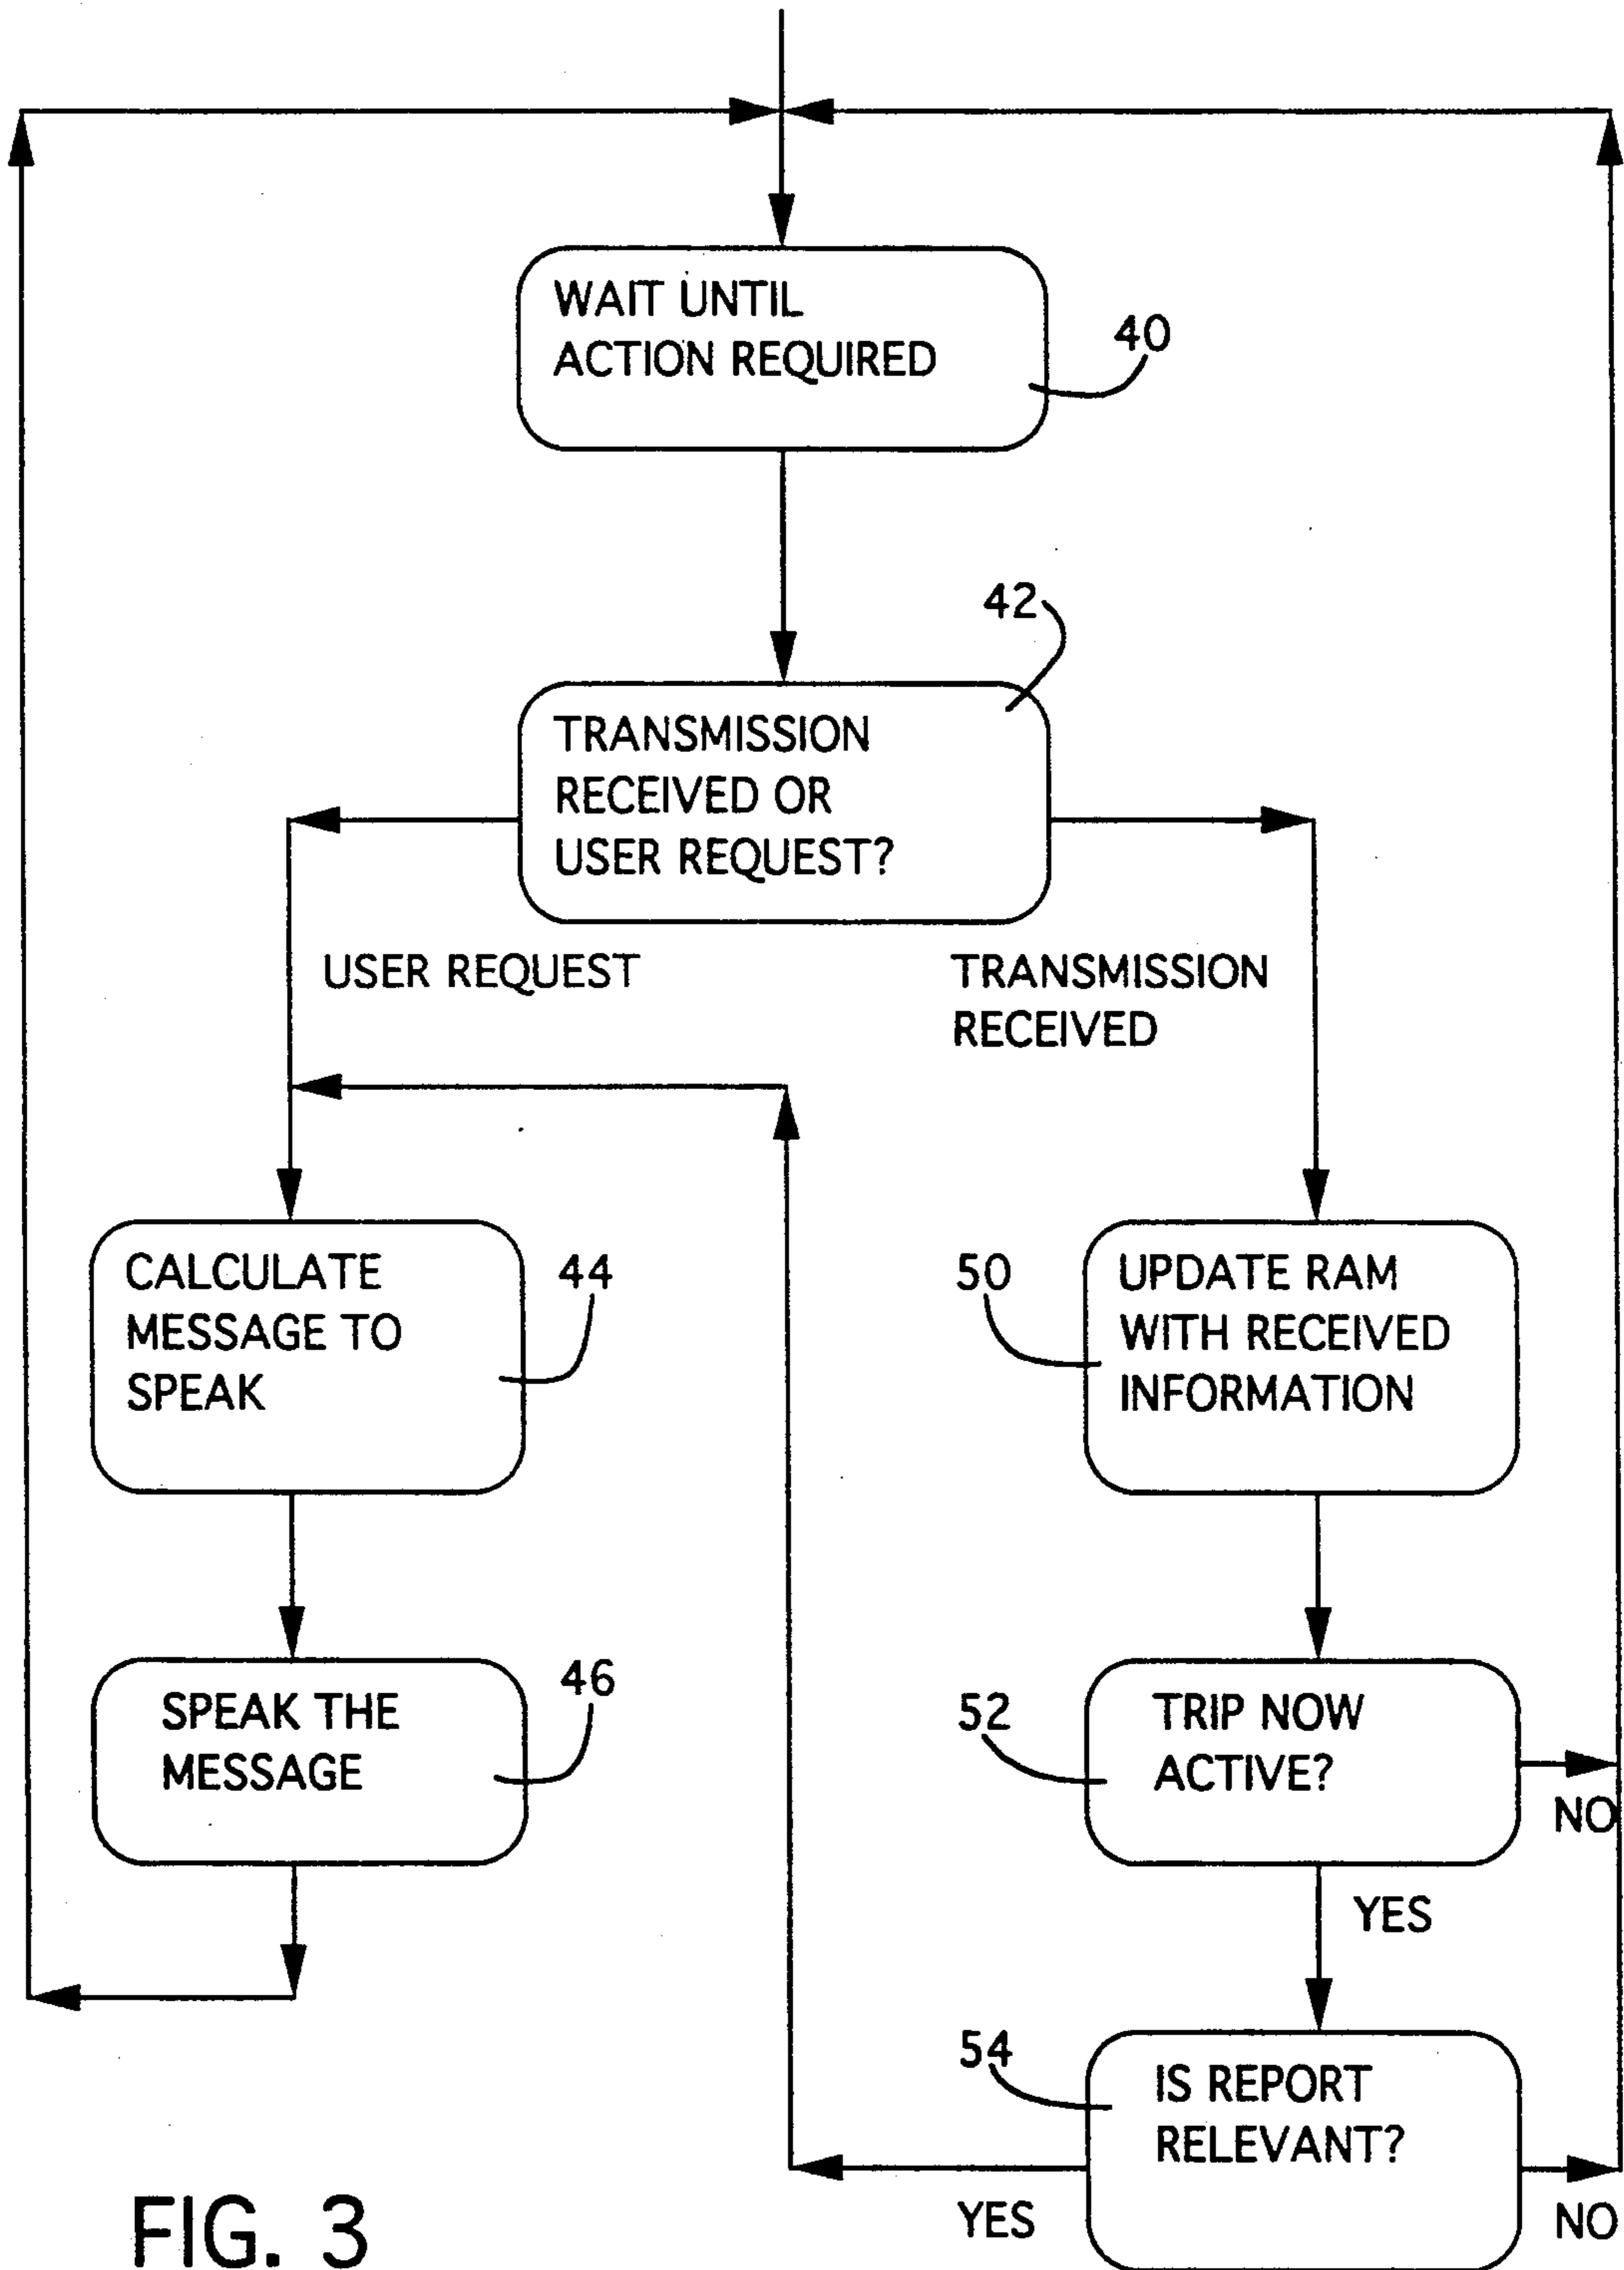 WAIT UNTIL
ACTION REQUIRED
40
42
TRANSMISSION
RECEIVED OR
USER REQUEST?
USER REQUEST
TRANSMISSION
RECEIVED
CALCULATE
MESSAGE TO
SPEAK
44
50
UPDATE RAM
WITH RECEIVED
INFORMATION
SPEAK THE
MESSAGE
46
52
TRIP NOW
ACTIVE?
NO
YES
54
IS REPORT
RELEVANT?
YES
NO
FIG. 3